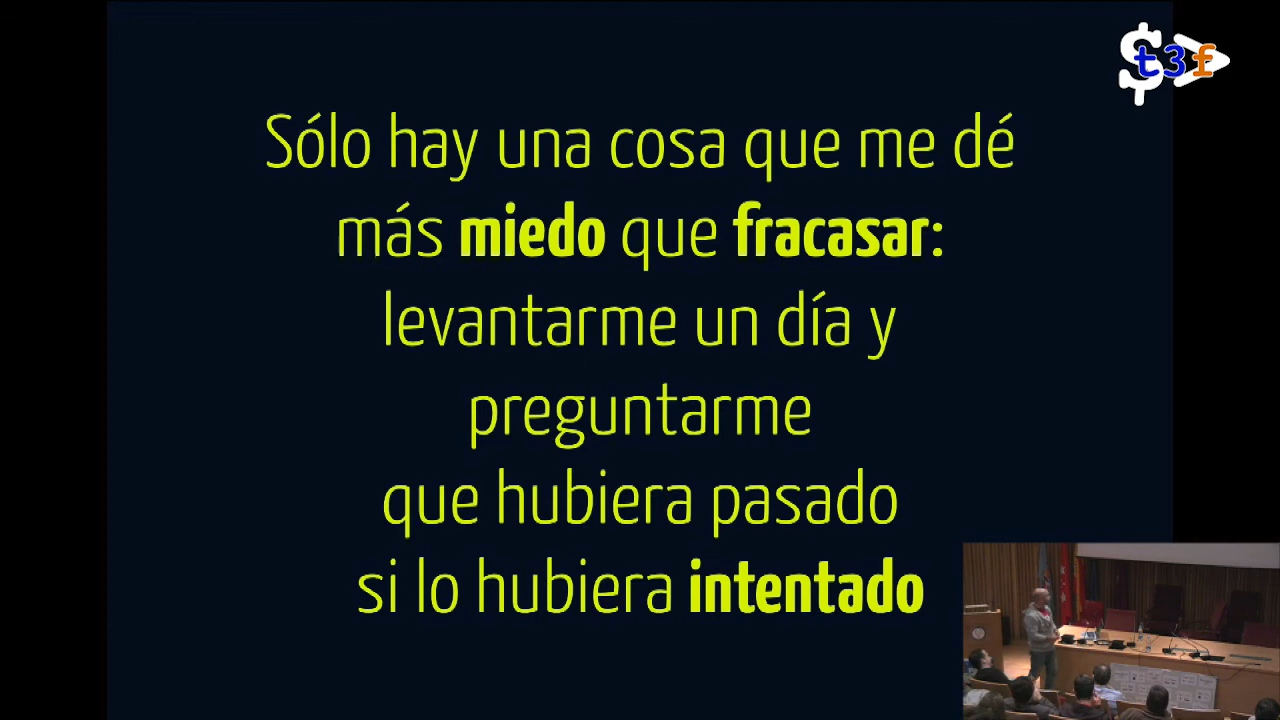 $t3f
Sólo hay una cosa que me dé
más miedo que fracasar:
levantarme un día y
preguntarme
que hubiera pasado
si lo hubiera intentado